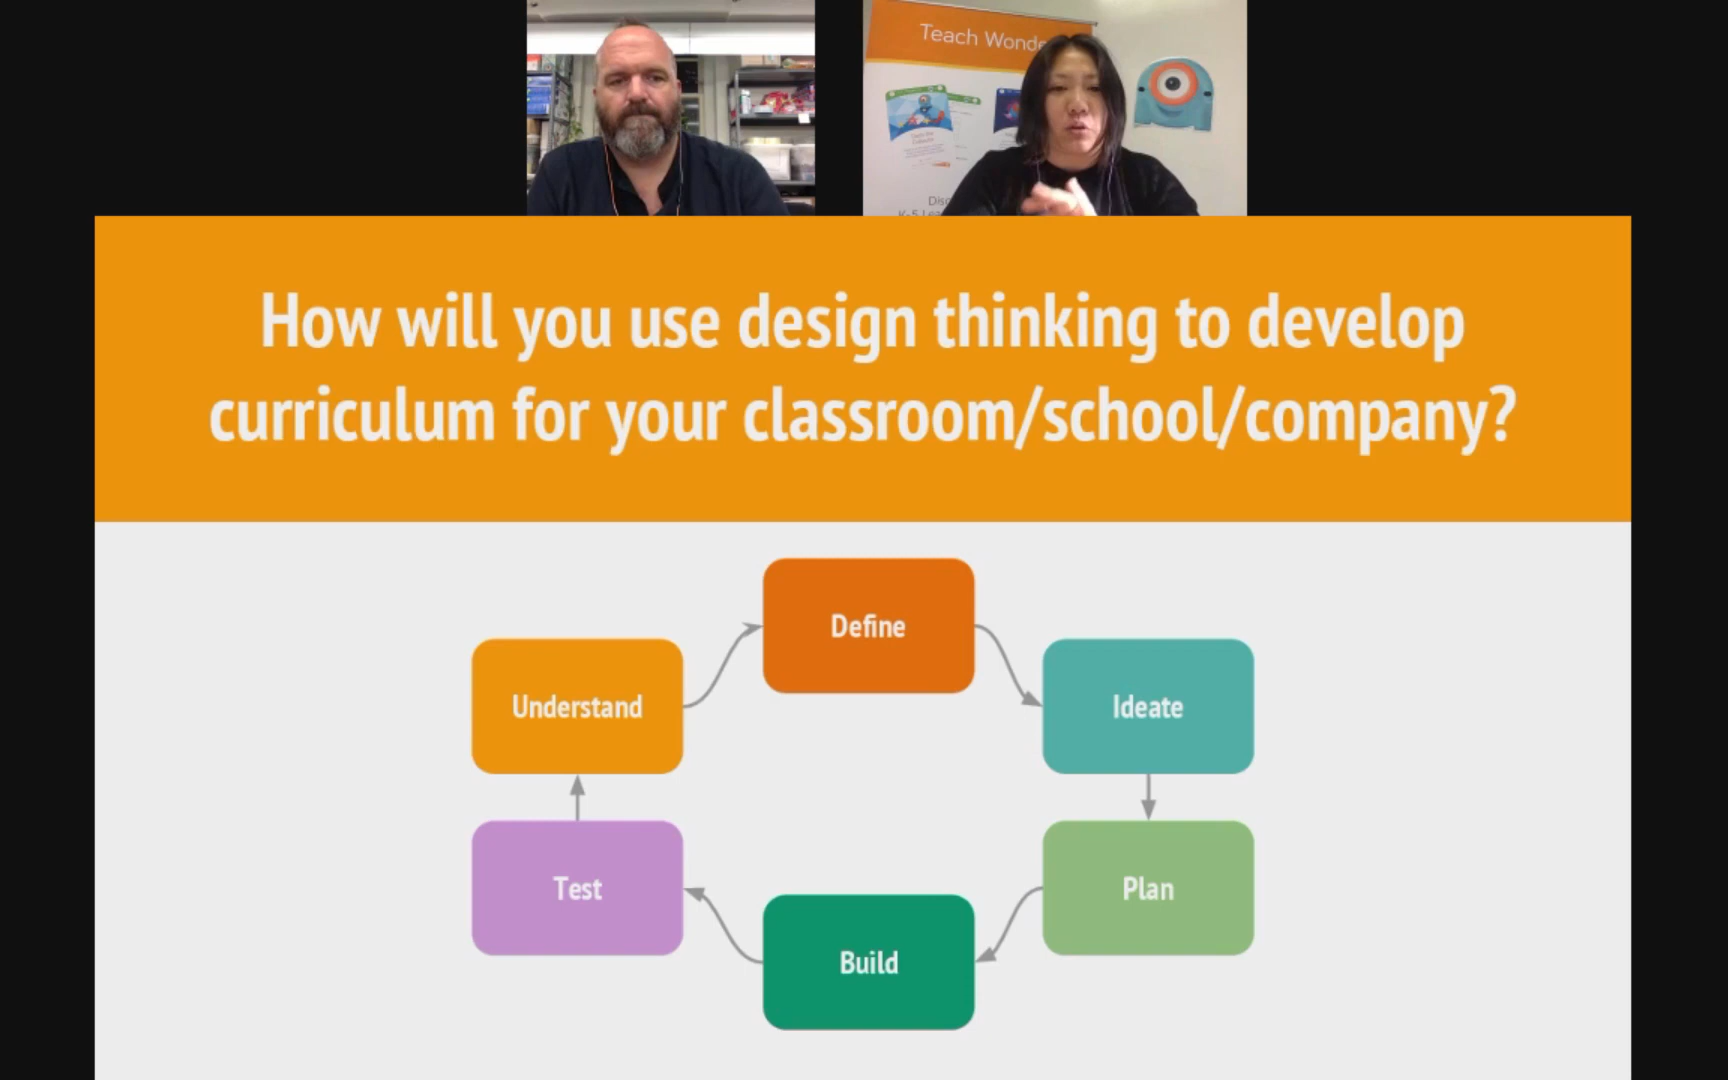 Teach Wonde
How will you use design thinking to develop
curriculum for your classroom/school/company?
Define
Understand
Ideate
Test
Plan
Build